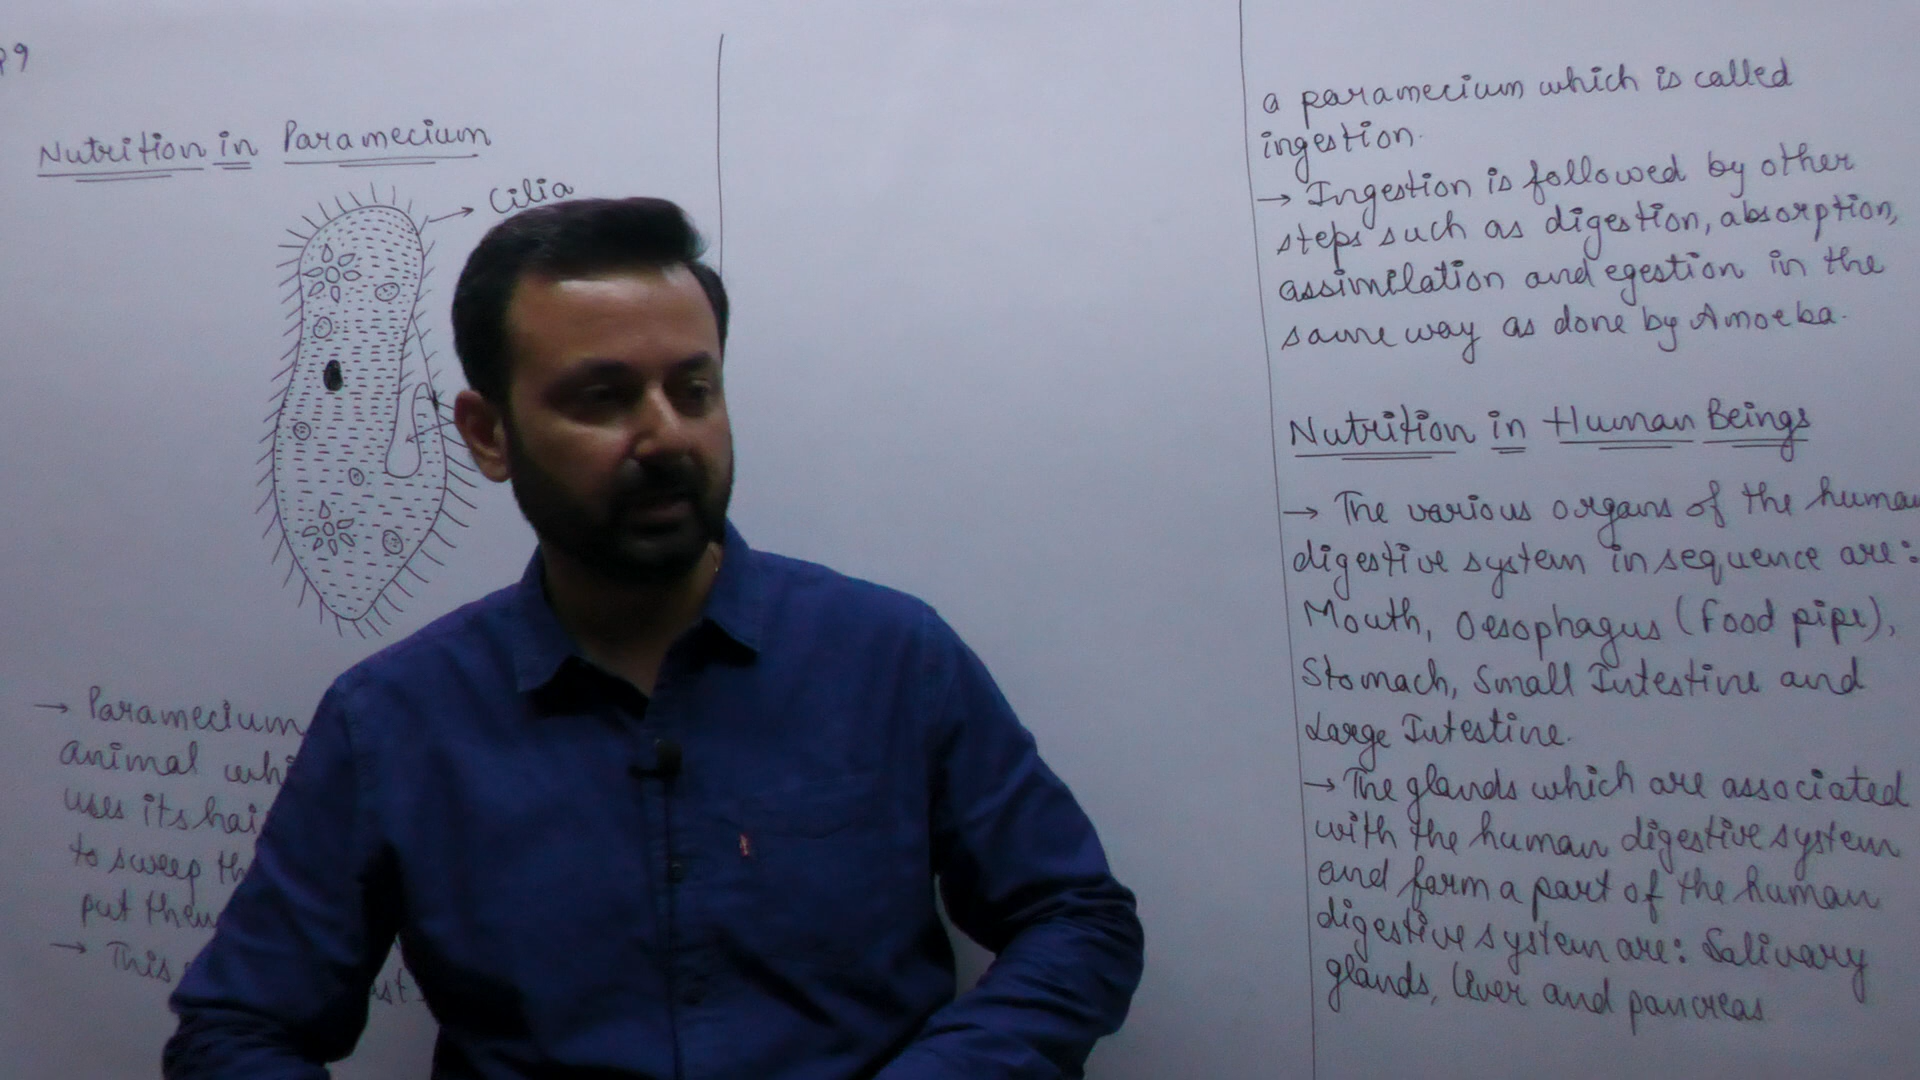 Nutrition in Paramecium
Cilia
→ Paramecium
animal
uses its
to sweep
put
→ This
a paramecium which is called
ingestion.
→ Ingestion is followed by other
steps such as digestion, absorption,
assimilation and egestion in the
same way as done by Amoeba.
Nutrition in Human Beings
→ The various organs of the human
digestive system in sequence are:
Mouth, Oesophagus (Food pipe),
Stomach, Small Intestine and
Large Intestine.
→ The glands which are associated
with the human digestive system
and form a part of the human
digestive system are: Salivary
glands, liver and pancreas